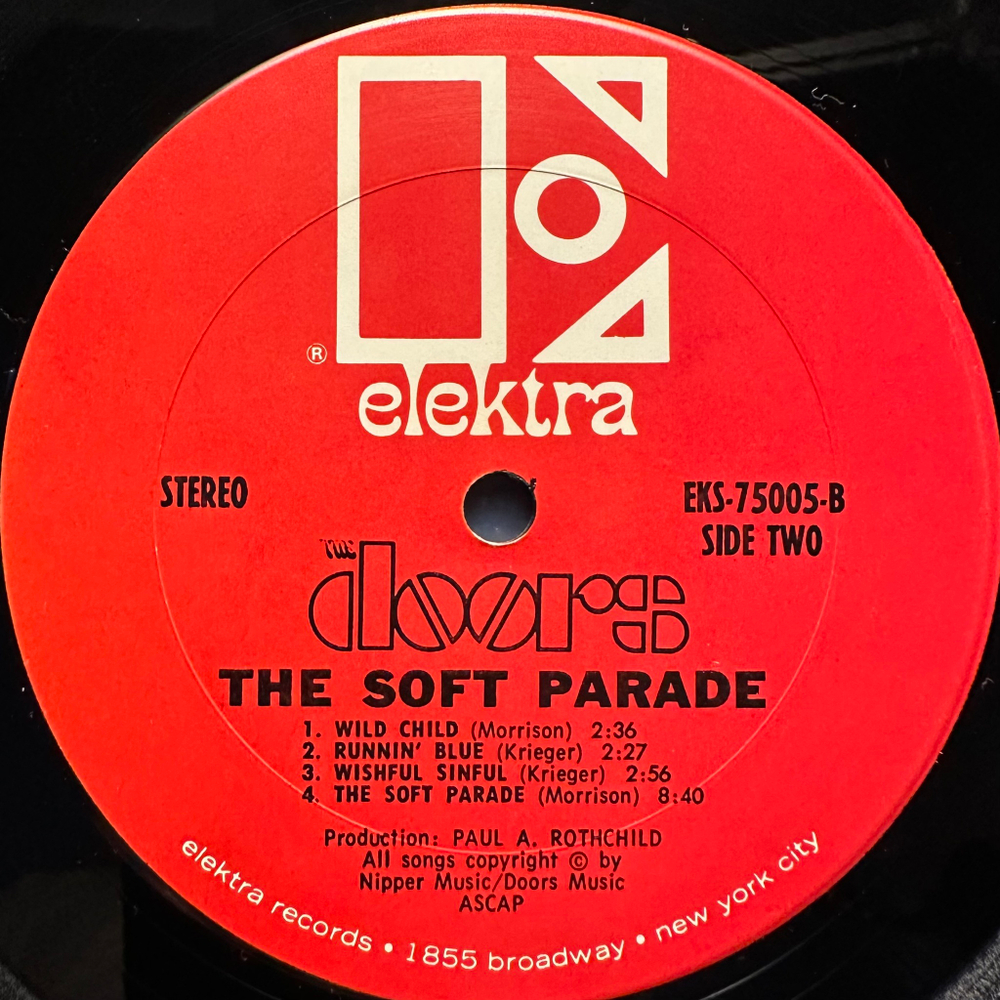 ®
elektra
STEREO
EKS-75005-B
SIDE TWO
THE
doors
THE SOFT PARADE
1. WILD CHILD (Morrison) 2:36
2. RUNNIN' BLUE (Krieger) 2:27
3. WISHFUL SINFUL (Krieger) 2:56
4. THE SOFT PARADE (Morrison) 8:40
Production: PAUL A. ROTHCHILD
All songs copyright © by
Nipper Music/Doors Music
ASCAP
elektra records • 1855 broadway • new york city